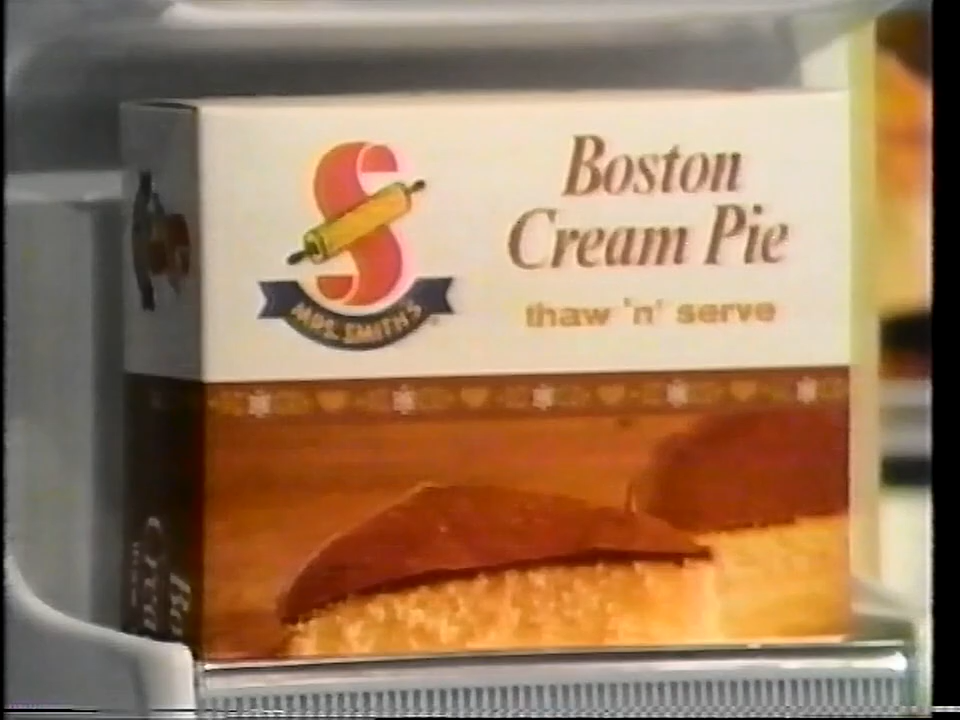 Boston
Cream Pie
thaw 'n' serve
S
MRS. SMITH'S